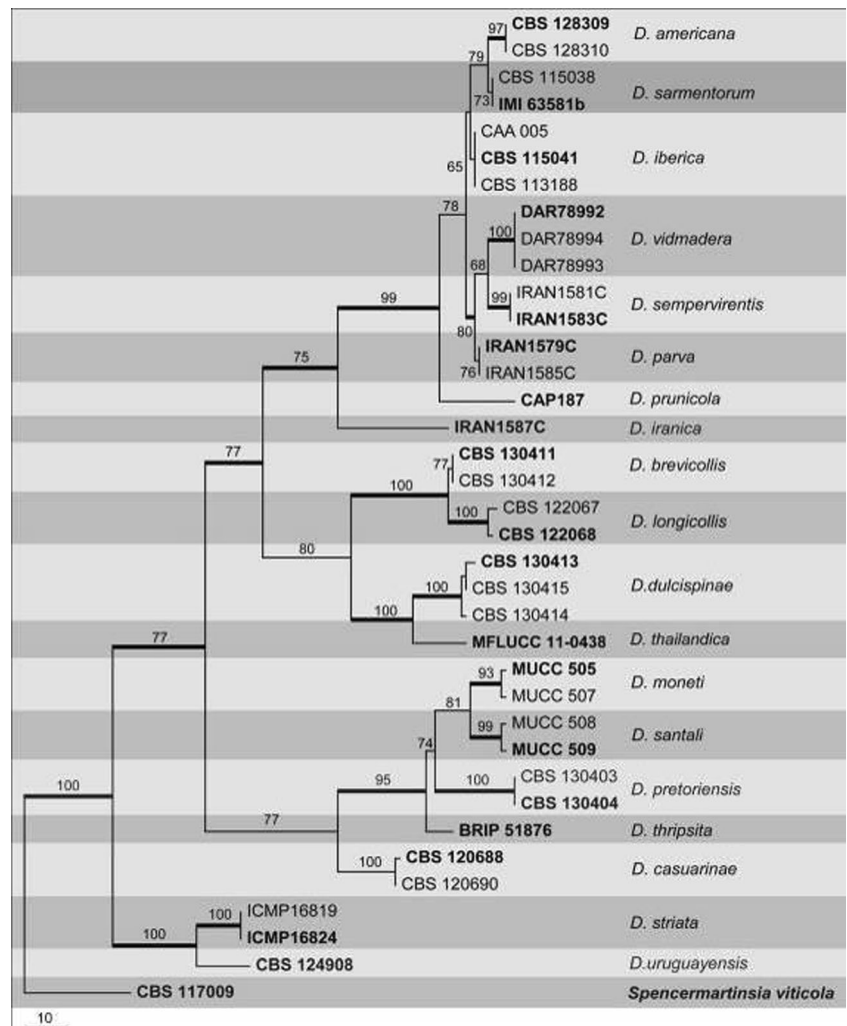 CBS 128309 D. americana
97
CBS 128310
79
CBS 115038
D. sarmentorum
73 IMI 63581b
CAA 005
65 CBS 115041 D. iberica
CBS 113188
78 DAR78992
100 DAR78994 D. vidmadera
68 DAR78993
99 IRAN1581C
99 IRAN1583C D. sempervirentis
80 IRAN1579C
75 D. parva
76 IRAN1585C
CAP187 D. prunicola
IRAN1587C D. iranica
77 CBS 130411 D. brevicollis
77 CBS 130412
100 CBS 122067
100 D. longicollis
CBS 122068
80 CBS 130413
100 CBS 130415 D.dulcispinae
100 CBS 130414
77 MFLUCC 11-0438 D. thailandica
93 MUCC 505 D. moneti
MUCC 507
81
99 MUCC 508 D. santali
74 MUCC 509
100 95 100 CBS 130403 D. pretoriensis
CBS 130404
77 BRIP 51876 D. thripsita
CBS 120688
100 D. casuarinae
CBS 120690
100 ICMP16819
D. striata
100 ICMP16824
CBS 124908 D.uruguayensis
CBS 117009 Spencermartinsia viticola
10